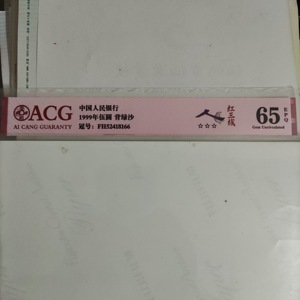 ACG
AI CANG GUARANTY
中国人民银行
1999年伍圆 背绿沙
冠号: FH52418166
☆☆☆
65
EPQ
Gem Uncirculated